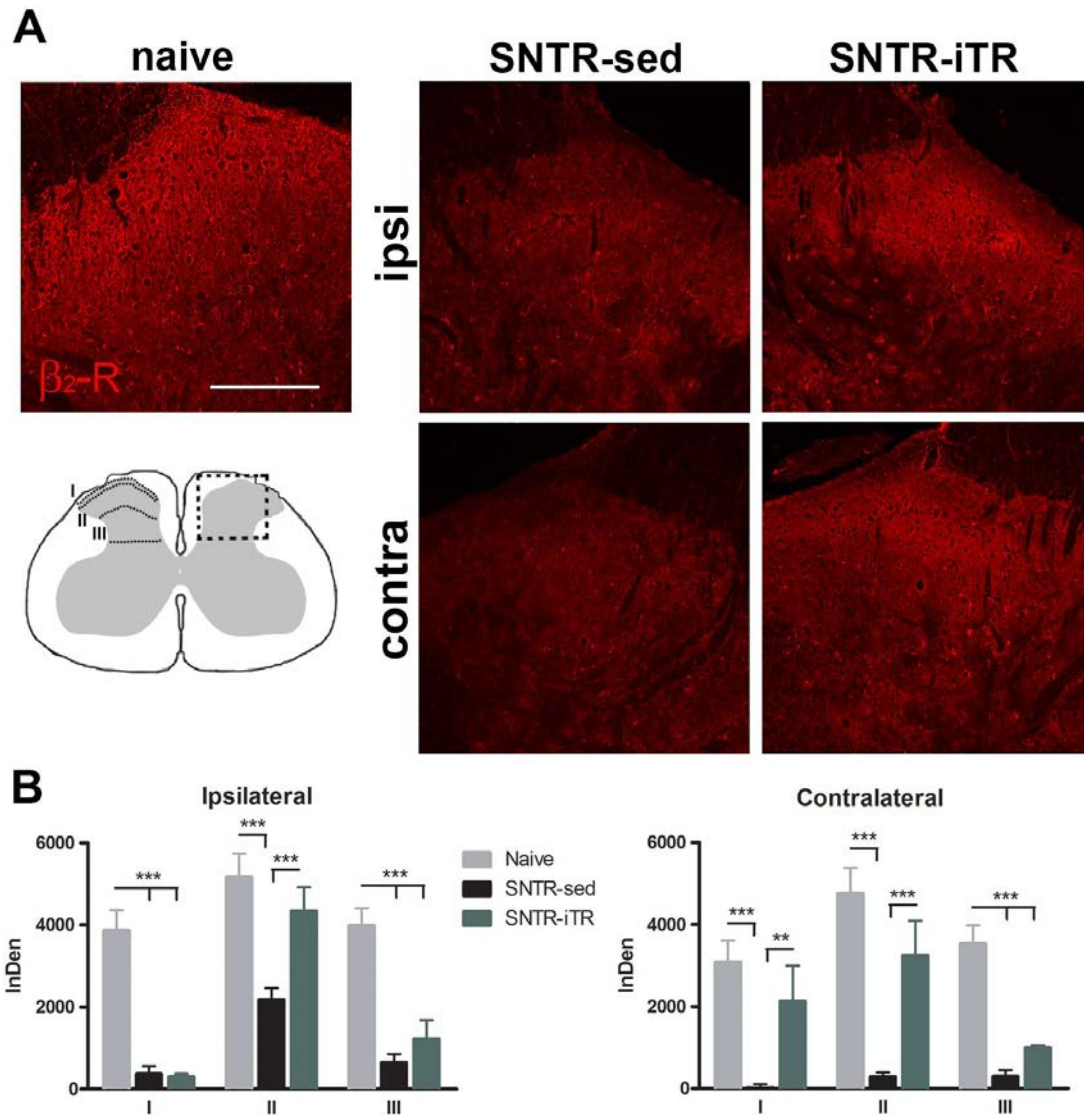 A
naive
SNTR-sed
SNTR-iTR
ipsi
β₂-R
contra
I
II
III
L
B
Ipsilateral
Contralateral
InDen
6000
4000
2000
0
***
***
***
***
I
II
III
Naive
SNTR-sed
SNTR-iTR
InDen
6000
4000
2000
0
***
**
***
***
***
I
II
III